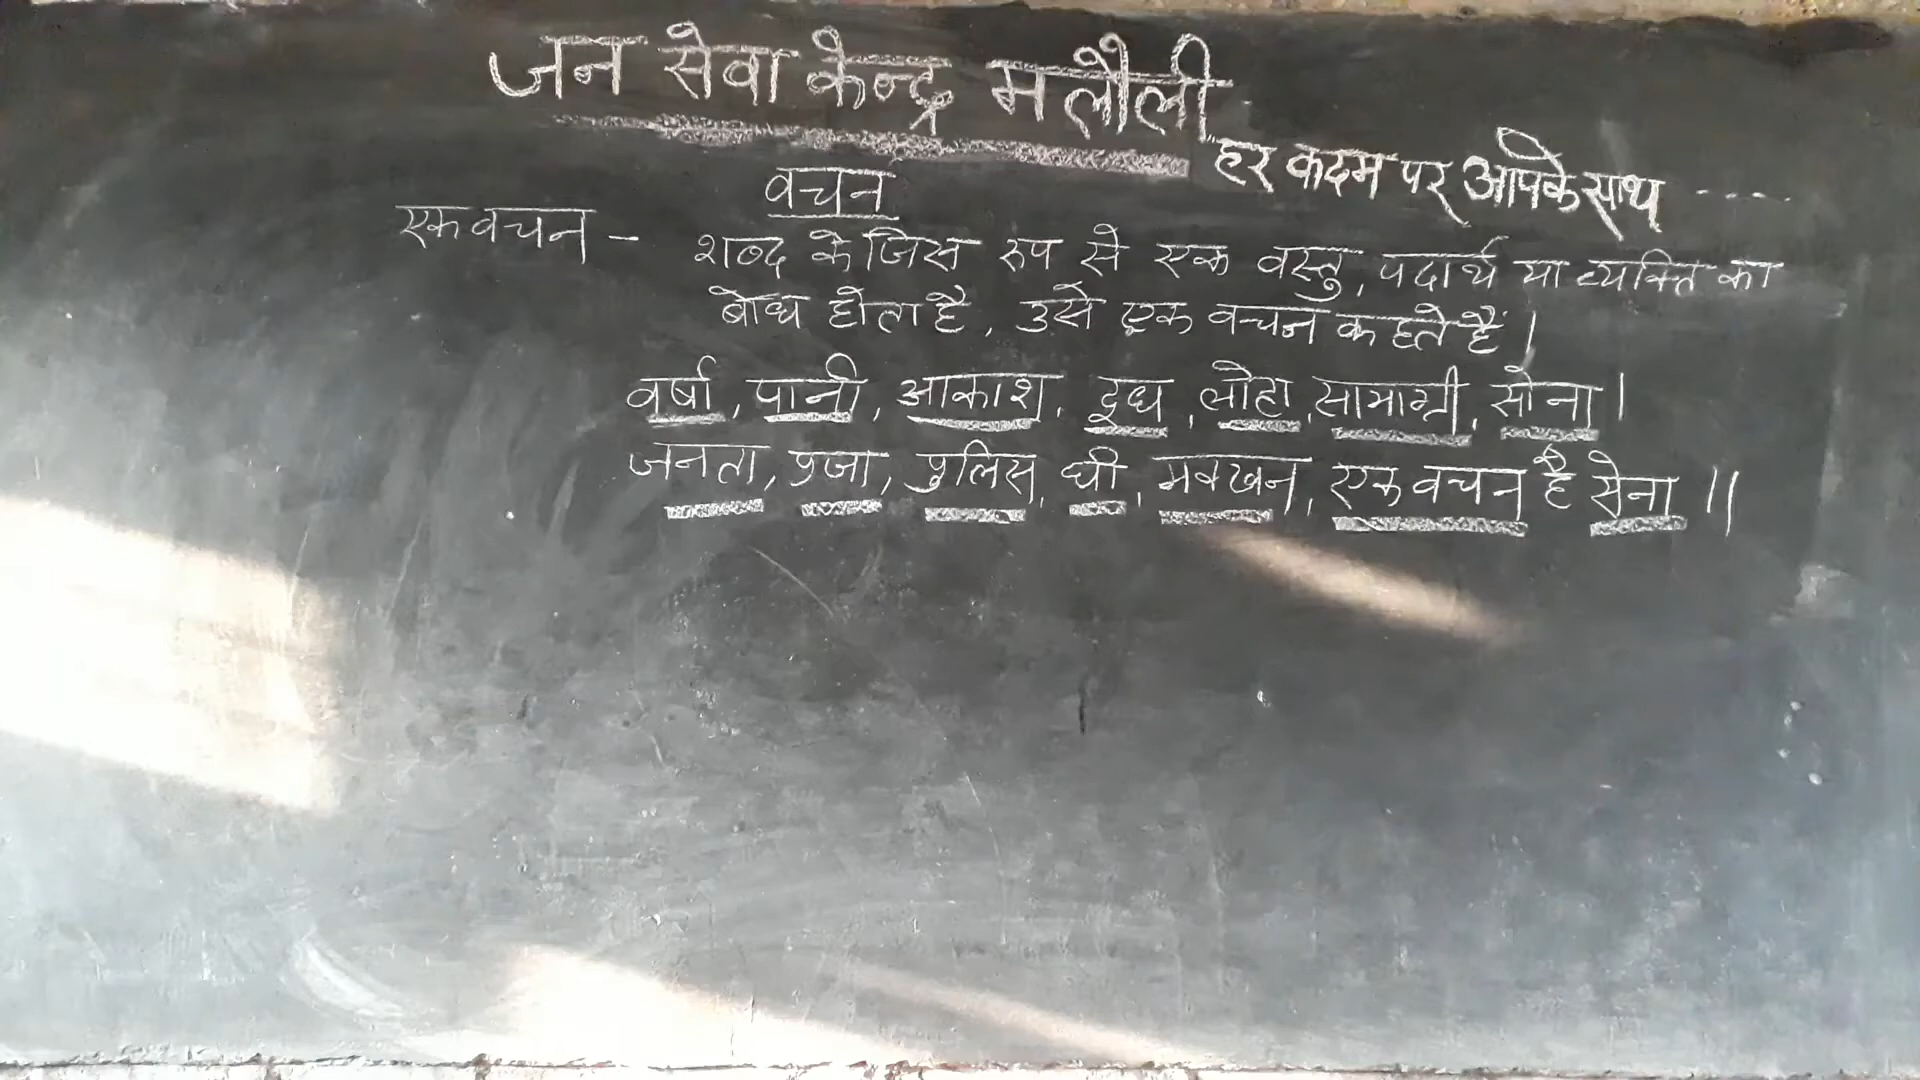 जन सेवा केन्द्र मलौली
हर कदम पर आपके साथ ....
वचन
एकवचन - शब्द के जिस रुप से एक वस्तु, पदार्थ या व्यक्ति का
बोध होता है, उसे एक वचन कहते हैं।
वर्षा, पानी, आकाश, दूध, लोहा, सामाग्री, सोना।
जनता, प्रजा, पुलिस, घी, मक्खन, एकवचन है सेना ॥